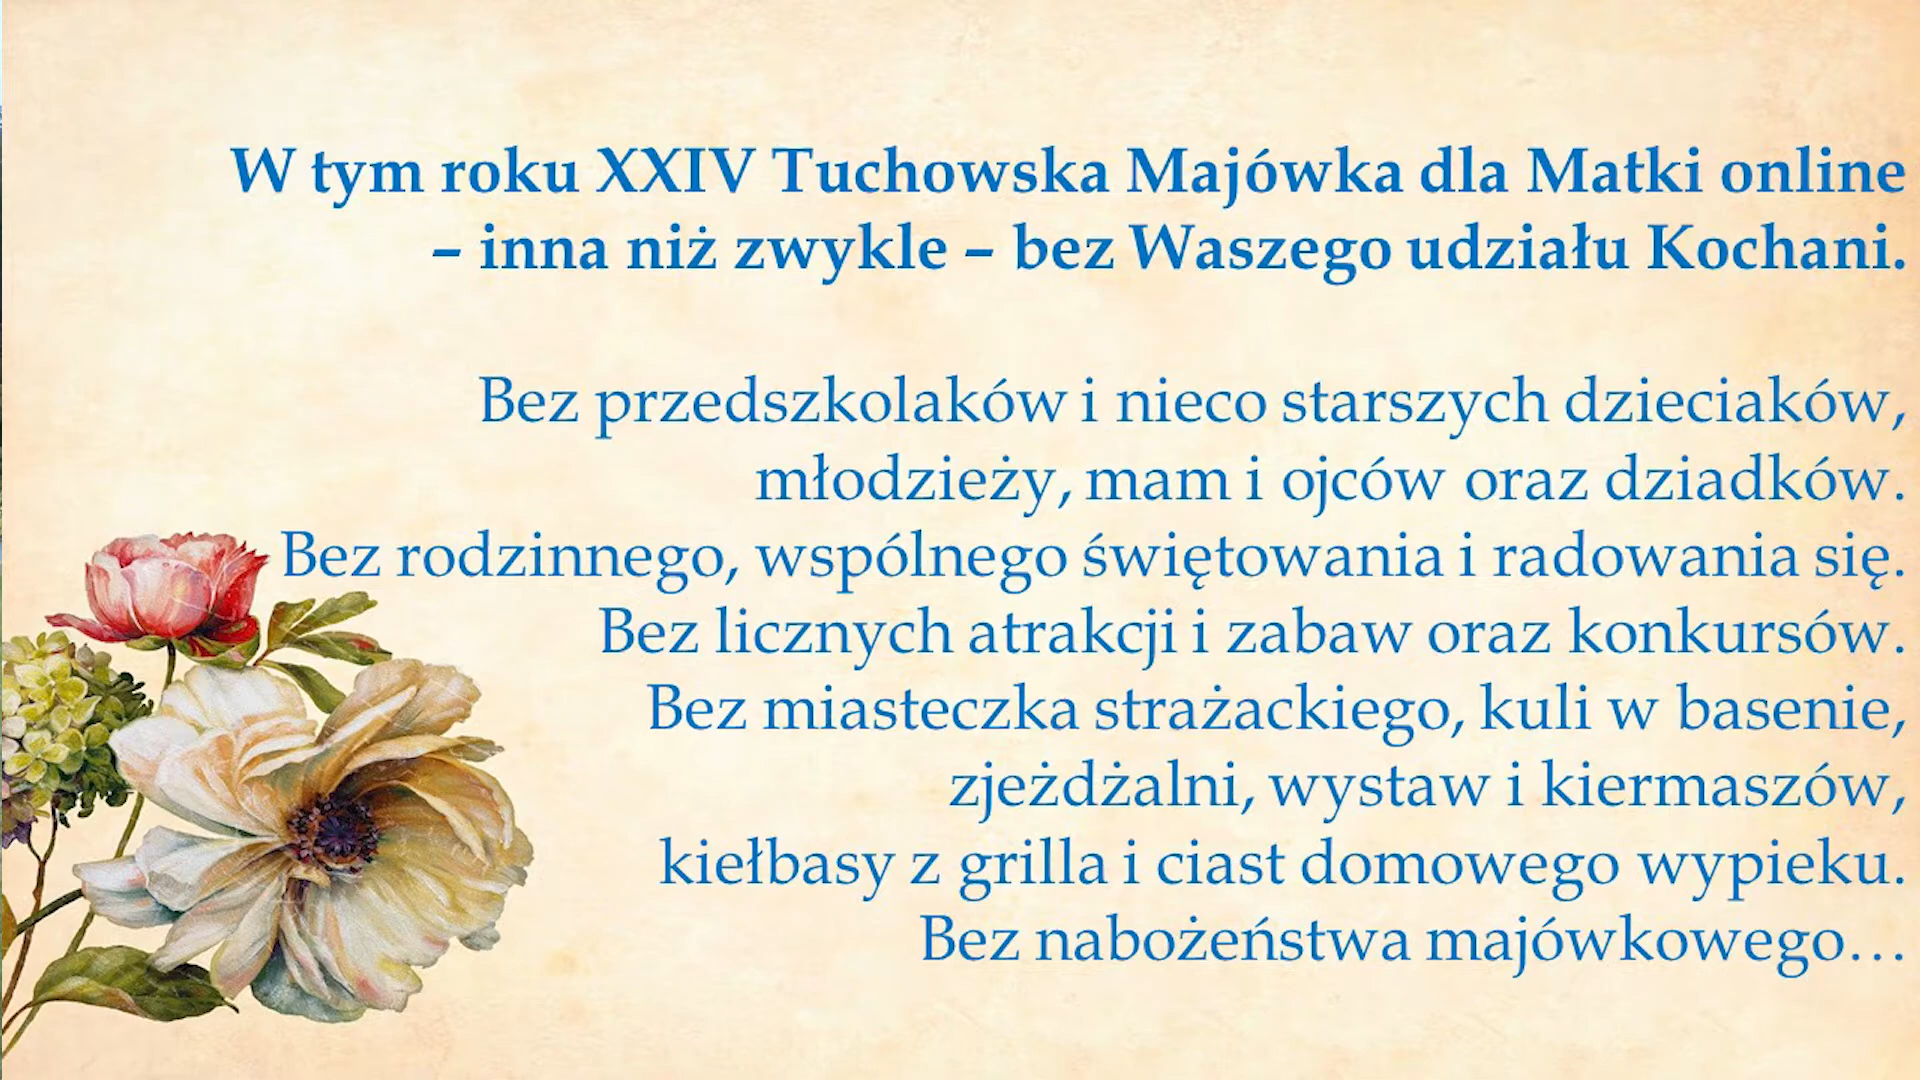 W tym roku XXIV Tuchowska Majówka dla Matki online
– inna niż zwykle – bez Waszego udziału Kochani.
Bez przedszkolaków i nieco starszych dzieciaków,
młodzieży, mam i ojców oraz dziadków.
Bez rodzinnego, wspólnego świętowania i radowania się.
Bez licznych atrakcji i zabaw oraz konkursów.
Bez miasteczka strażackiego, kuli w basenie,
zjeżdżalni, wystaw i kiermaszów,
kiełbasy z grilla i ciast domowego wypieku.
Bez nabożeństwa majówkowego…